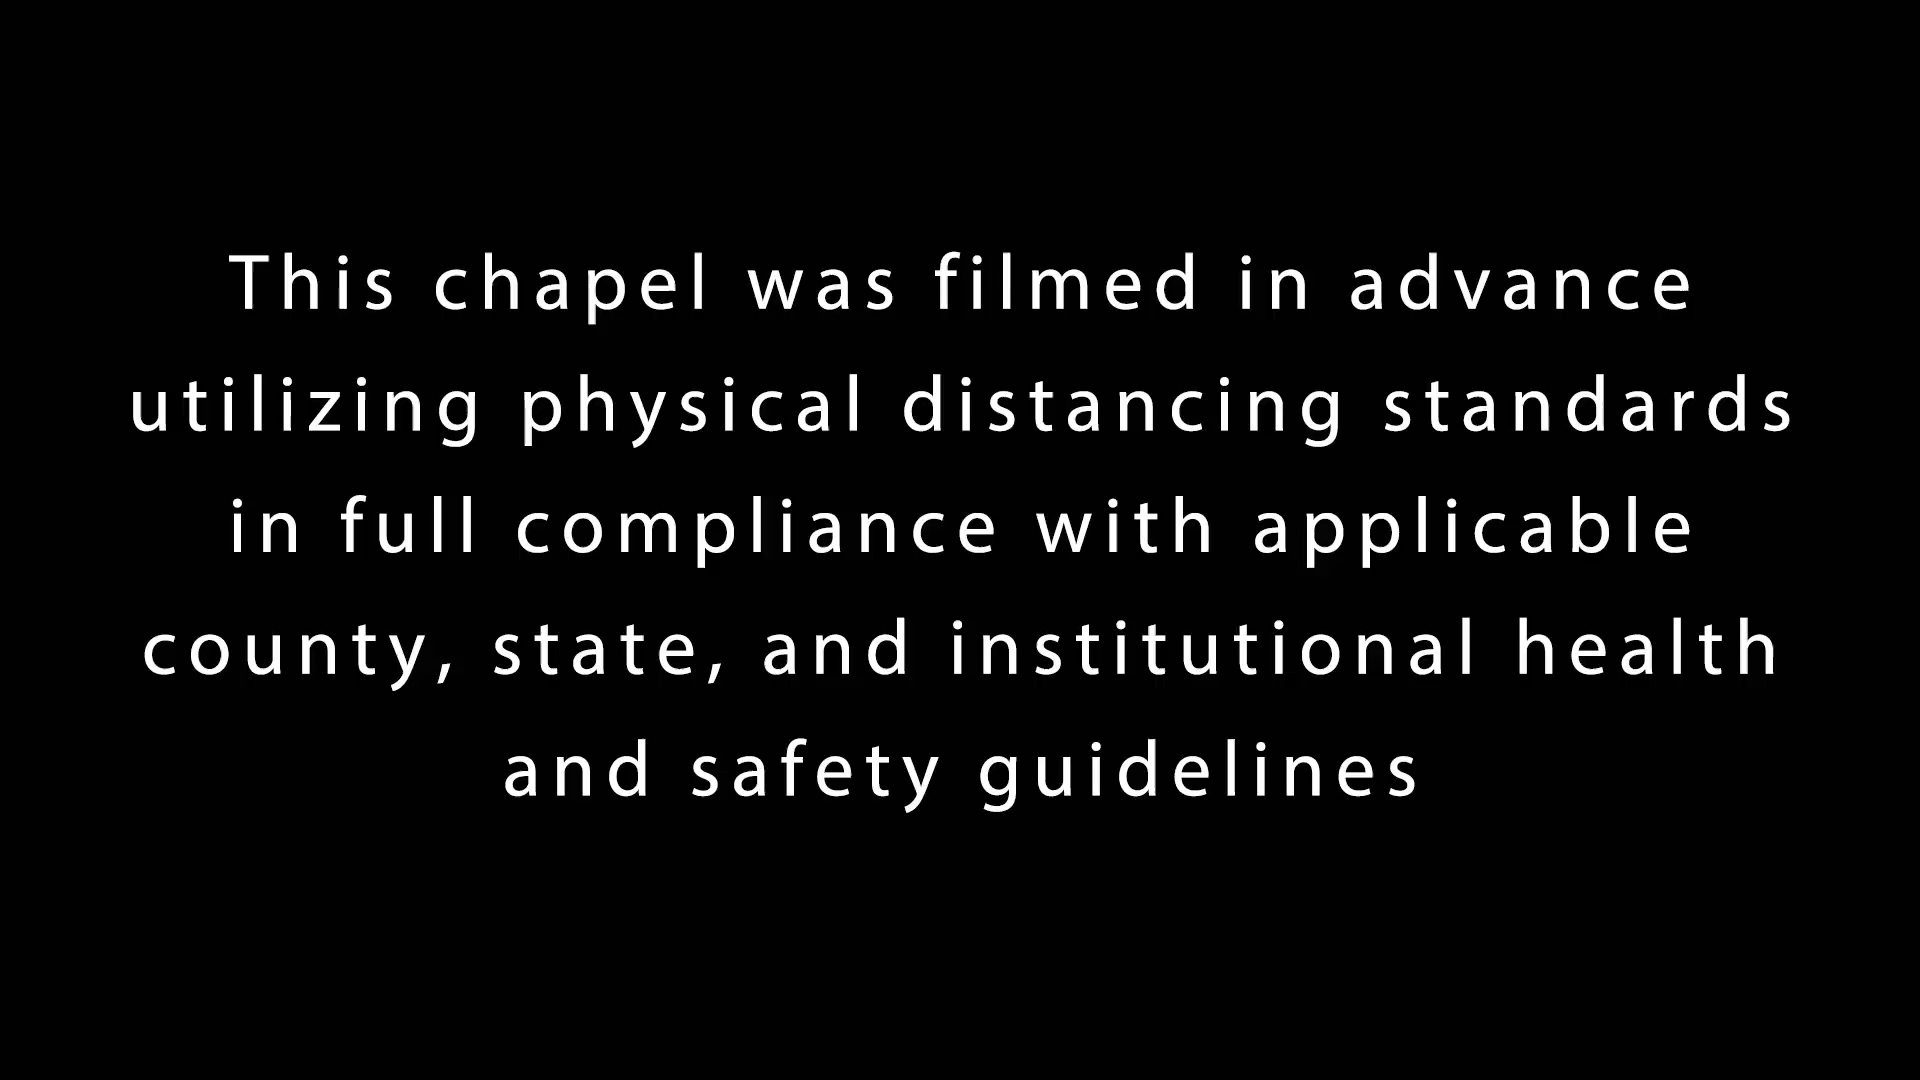 This chapel was filmed in advance
utilizing physical distancing standards
in full compliance with applicable
county, state, and institutional health
and safety guidelines